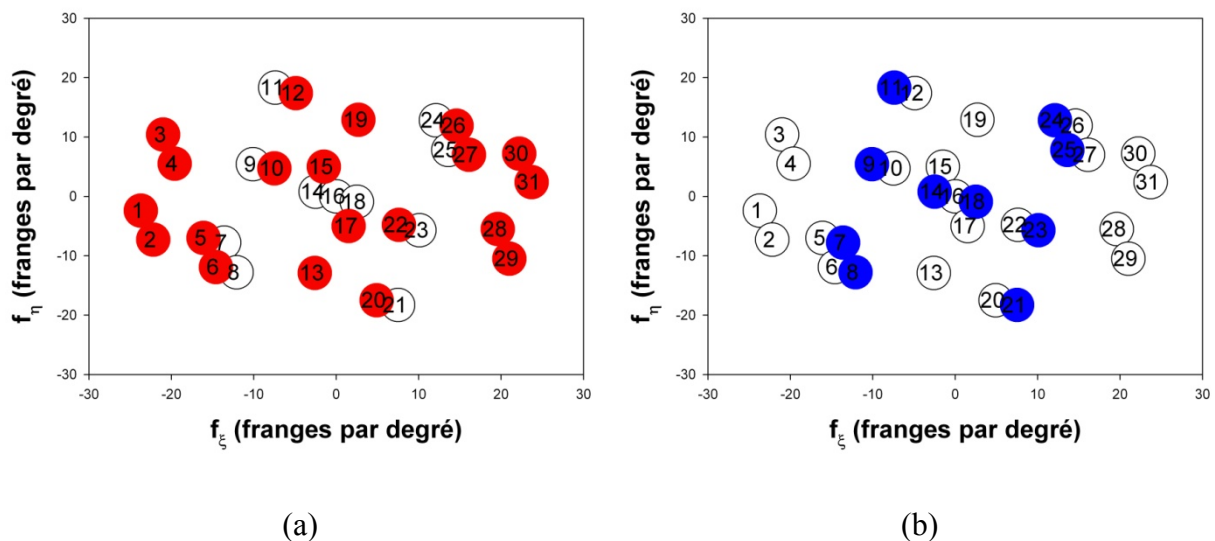 30 30
11 12 11 12
20 20
24 26 24 26
19 19
3 25 27 30 3 25 27 30
10 10
4 9 10 15 31 4 9 10 15 31
14 16 18 14 16 18
0 0
1 2 5 7 17 22 23 28 1 2 5 7 17 22 23 28
-10 -10
6 8 13 29 6 8 13 29
20 21 20 21
-20 -20
-30 -30
-30 -20 -10 0 10 20 30 -30 -20 -10 0 10 20 30
fη (franges par degré) fη (franges par degré)
fξ (franges par degré) fξ (franges par degré)
(a) (b)